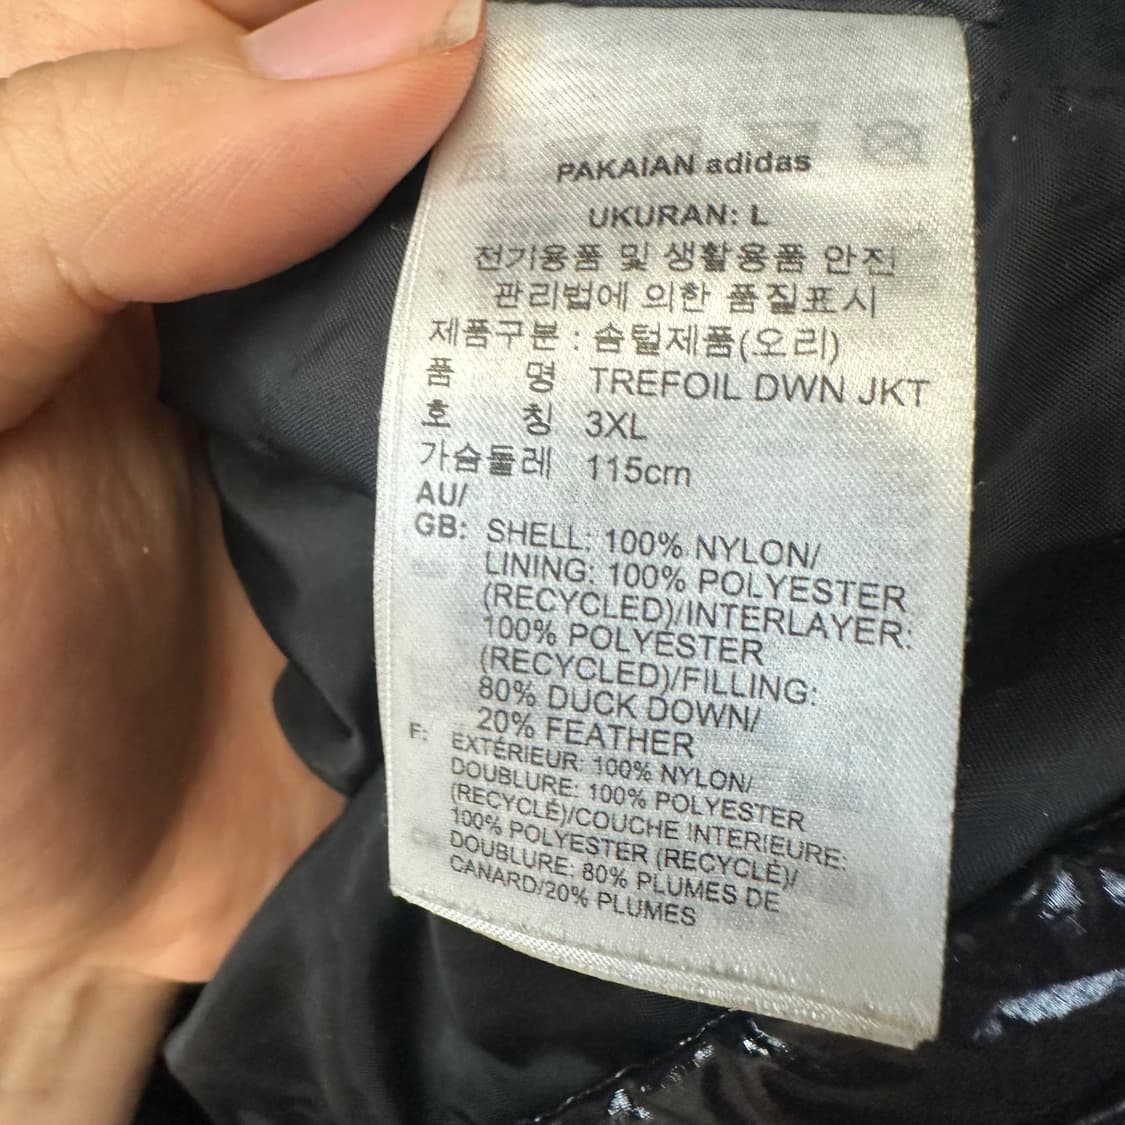 PAKAIAN adidas
UKURAN: L
전기용품 및 생활용품 안전
관리법에 의한 품질표시
제품구분 : 솜털제품(오리)
품 명 TREFOIL DWN JKT
호 칭 3XL
가슴둘레 115cm
AU/
GB: SHELL: 100% NYLON/
LINING: 100% POLYESTER
(RECYCLED)/INTERLAYER:
100% POLYESTER
(RECYCLED)/FILLING:
80% DUCK DOWN/
20% FEATHER
F: EXTÉRIEUR: 100% NYLON/
DOUBLURE: 100% POLYESTER
(RECYCLÉ)/COUCHE INTERIEURE:
100% POLYESTER (RECYCLÉ)/
DOUBLURE: 80% PLUMES DE
CANARD/20% PLUMES